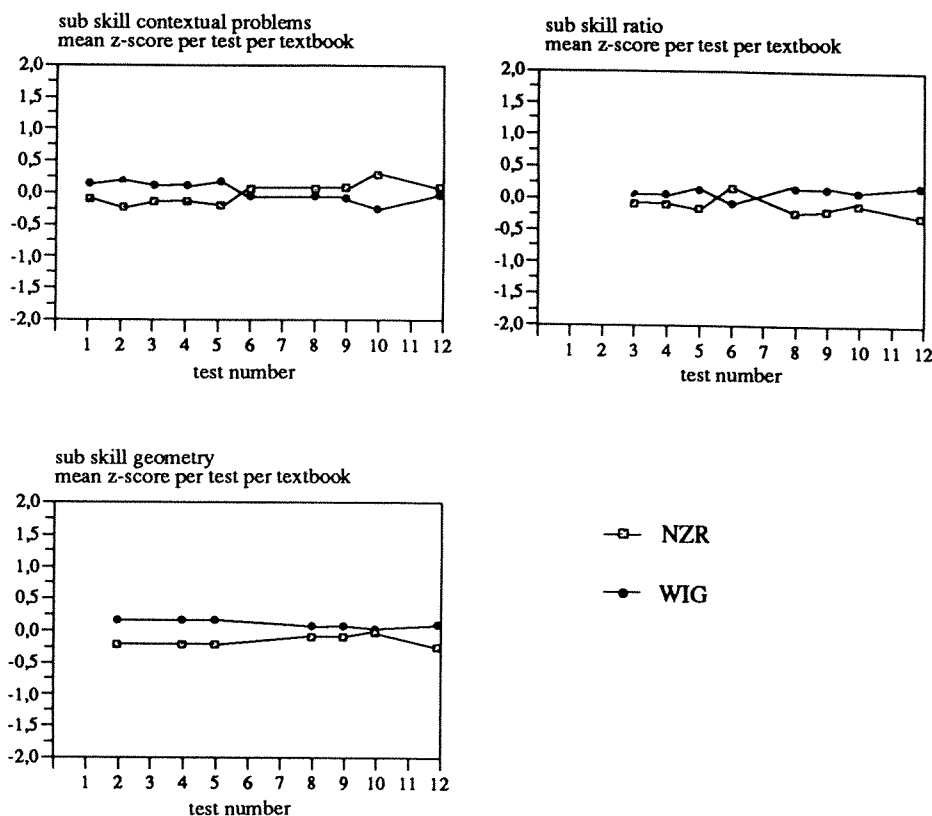 sub skill contextual problems
mean z-score per test per textbook
2,0
1,5
1,0
0,5
0,0
-0,5
-1,0
-1,5
-2,0
1 2 3 4 5 6 7 8 9 10 11 12
test number
sub skill ratio
mean z-score per test per textbook
2,0
1,5
1,0
0,5
0,0
-0,5
-1,0
-1,5
-2,0
1 2 3 4 5 6 7 8 9 10 11 12
test number
sub skill geometry
mean z-score per test per textbook
2,0
1,5
1,0
0,5
0,0
-0,5
-1,0
-1,5
-2,0
1 2 3 4 5 6 7 8 9 10 11 12
test number
NZR
WIG